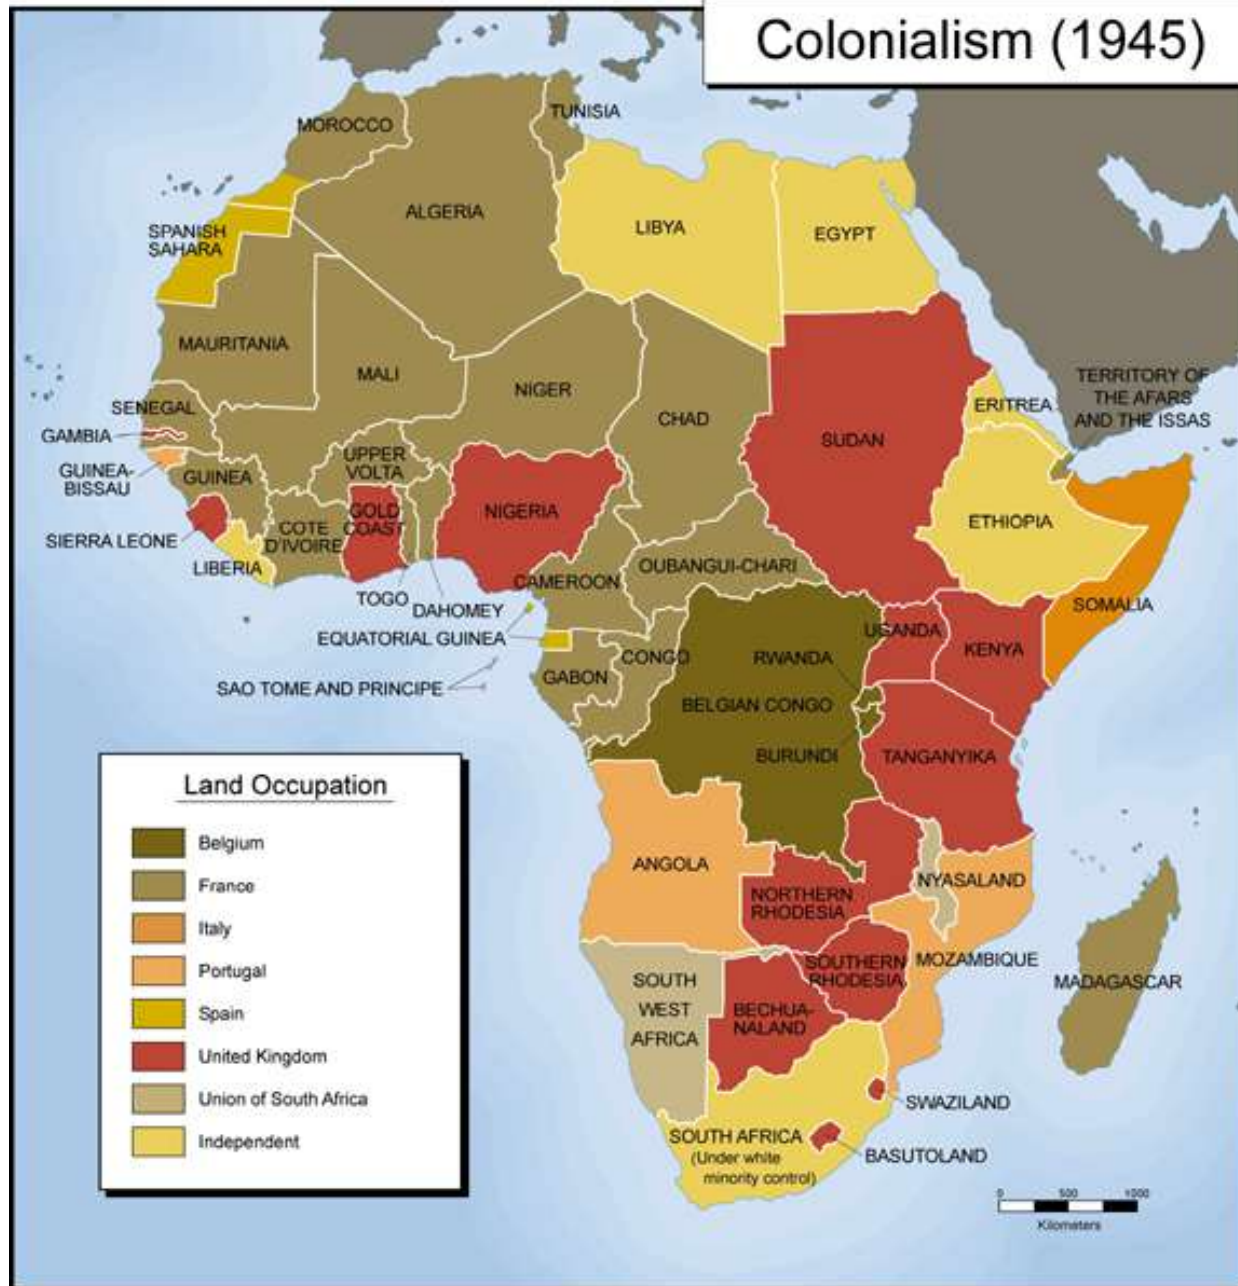 Colonialism (1945)
MOROCCO
TUNISIA
ALGERIA
LIBYA
EGYPT
SPANISH
SAHARA
MAURITANIA
MALI
NIGER
CHAD
SUDAN
ERITREA
TERRITORY OF
THE AFARS
AND THE ISSAS
SENEGAL
GAMBIA
GUINEA-
BISSAU
GUINEA
UPPER
VOLTA
SIERRA LEONE
LIBERIA
COTE
D'IVOIRE
GOLD
COAST
NIGERIA
ETHIOPIA
TOGO
DAHOMEY
CAMEROON
OUBANGUI-CHARI
SOMALIA
EQUATORIAL GUINEA
SAO TOME AND PRINCIPE
GABON
CONGO
UGANDA
KENYA
RWANDA
BELGIAN CONGO
BURUNDI
TANGANYIKA
ANGOLA
NORTHERN
RHODESIA
NYASALAND
SOUTHERN
RHODESIA
MOZAMBIQUE
MADAGASCAR
SOUTH
WEST
AFRICA
BECHUA-
NALAND
SWAZILAND
SOUTH AFRICA
(Under white
minority control)
BASUTOLAND
Land Occupation
Belgium
France
Italy
Portugal
Spain
United Kingdom
Union of South Africa
Independent
0 500 1000
Kilometers